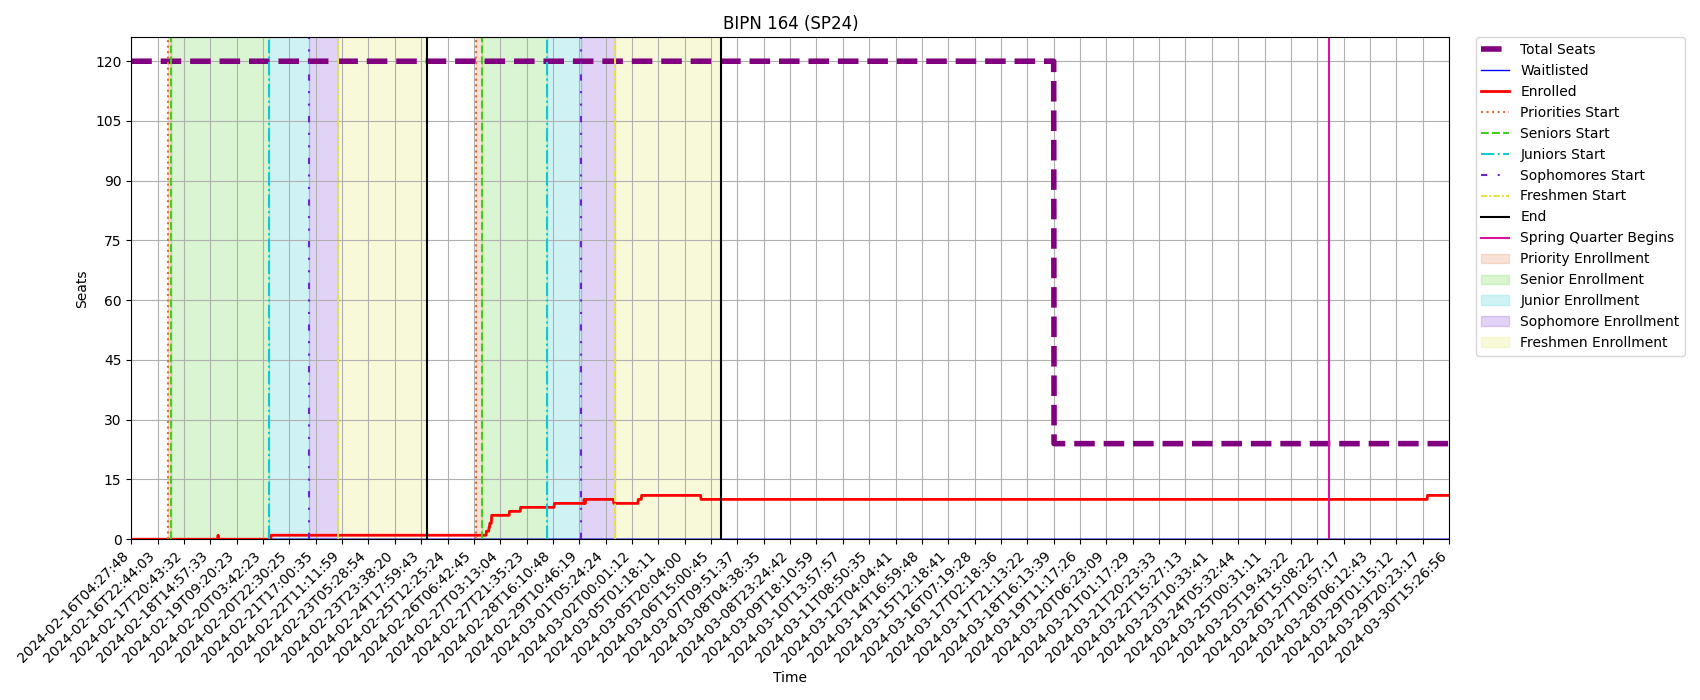 BIPN 164 (SP24)
Seats
120
105
90
75
60
45
30
15
0
2024-02-16T04:27:48
2024-02-16T22:44:03
2024-02-17T20:43:32
2024-02-18T14:57:33
2024-02-19T09:20:23
2024-02-20T03:42:23
2024-02-20T22:30:25
2024-02-21T17:00:35
2024-02-22T11:11:59
2024-02-23T05:28:54
2024-02-23T23:38:20
2024-02-24T17:59:43
2024-02-25T12:25:24
2024-02-26T06:42:45
2024-02-27T03:13:04
2024-02-27T21:35:23
2024-02-28T16:10:48
2024-02-29T10:46:19
2024-03-01T05:24:24
2024-03-02T00:01:12
2024-03-05T01:18:11
2024-03-05T20:04:00
2024-03-06T15:00:45
2024-03-07T09:51:37
2024-03-08T04:38:35
2024-03-08T23:24:42
2024-03-09T18:10:59
2024-03-10T13:57:57
2024-03-11T08:50:35
2024-03-12T04:04:41
2024-03-14T16:59:48
2024-03-15T12:18:41
2024-03-16T07:19:28
2024-03-17T02:18:36
2024-03-17T21:13:22
2024-03-18T16:13:39
2024-03-19T11:17:26
2024-03-20T06:23:09
2024-03-21T01:17:29
2024-03-21T20:23:33
2024-03-22T15:27:13
2024-03-23T10:33:41
2024-03-24T05:32:44
2024-03-25T00:31:11
2024-03-25T19:43:22
2024-03-26T15:08:22
2024-03-27T10:57:17
2024-03-28T06:12:43
2024-03-29T01:15:12
2024-03-29T20:23:17
2024-03-30T15:26:56
Time
Total Seats
Waitlisted
Enrolled
Priorities Start
Seniors Start
Juniors Start
Sophomores Start
Freshmen Start
End
Spring Quarter Begins
Priority Enrollment
Senior Enrollment
Junior Enrollment
Sophomore Enrollment
Freshmen Enrollment